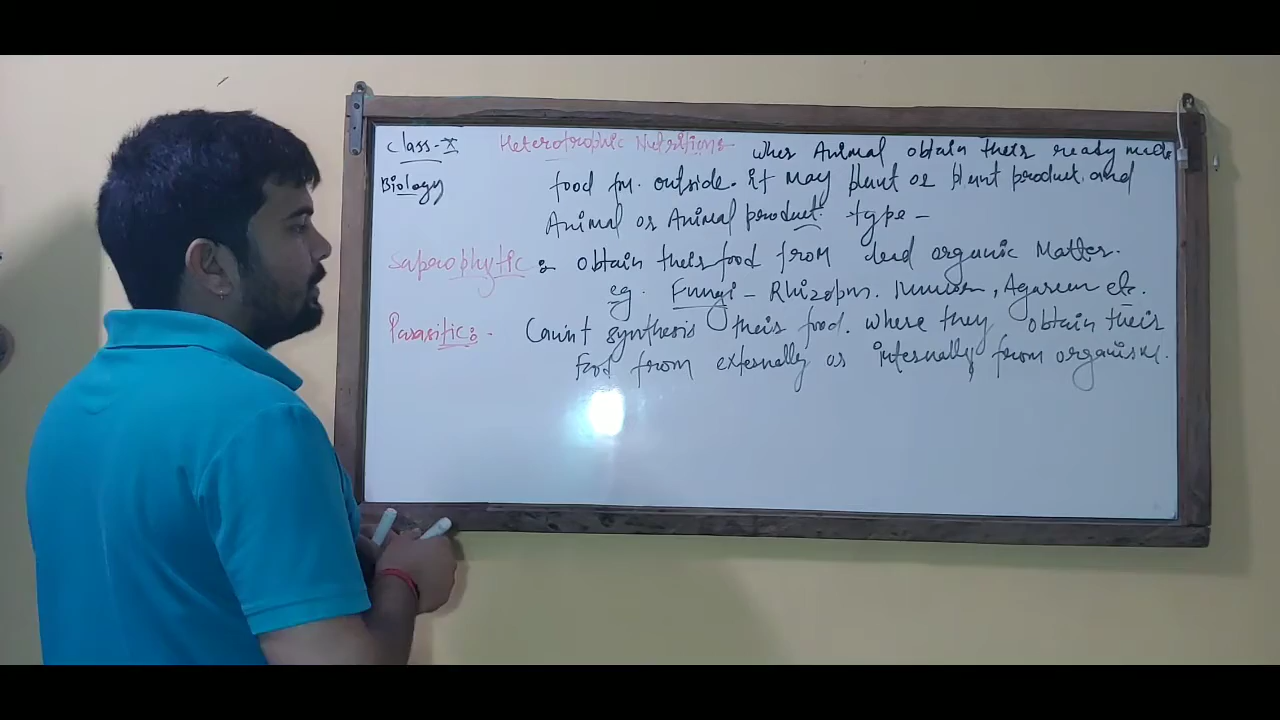 Class-X Heterotrophic Nutritions- when Animal obtain their ready made
Biology food fm. outside. it May plant or plant product. and
Animal or Animal product. type -
Saperophytic : obtain their food from dead organic Matter.
eg. Fungi - Rhizopus. , Agaricus etc.
Parasitic: - Can't synthesis their food. where they obtain their
Food from externally or internally from organism.